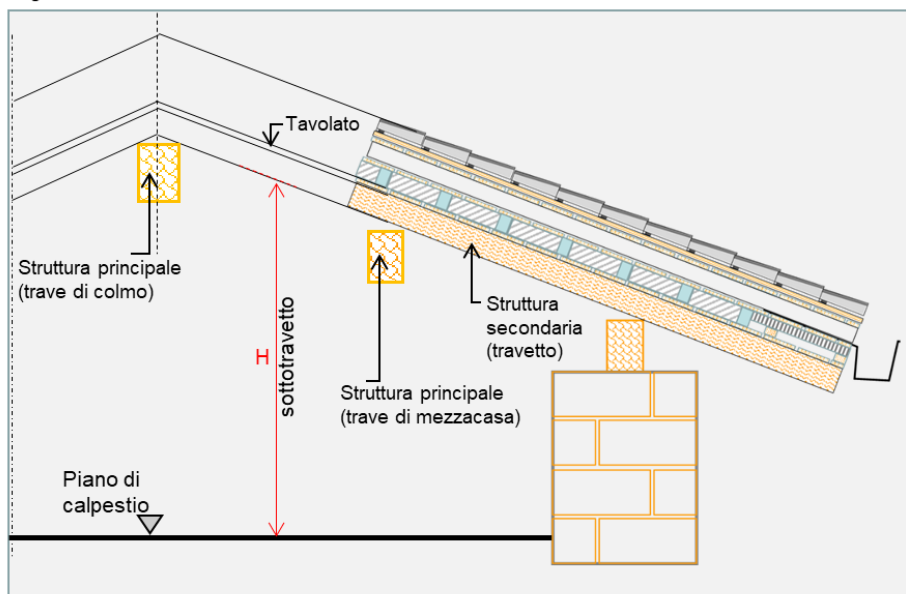 Tavolato
Struttura principale
(trave di colmo)
Struttura
secondaria
(travetto)
H
sottotravetto
Struttura principale
(trave di mezzacasa)
Piano di
calpestio